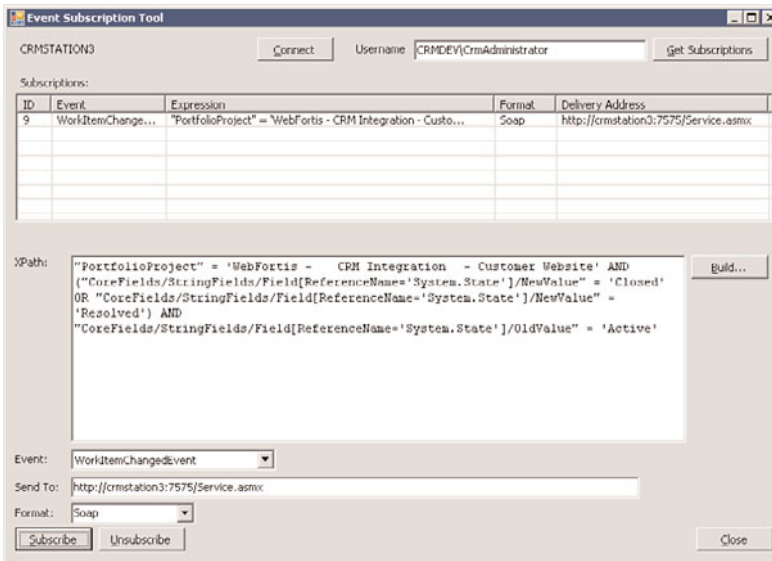 Event Subscription Tool
CRMSTATION3 Connect Username CRMDEV\CrmAdministrator Get Subscriptions
Subscriptions:
ID Event Expression Format Delivery Address
9 WorkItemChange... "PortfolioProject" = 'WebFortis - CRM Integration - Custo... Soap http://crmstation3:7575/Service.asmx
XPath: "PortfolioProject" = 'WebFortis - CRM Integration - Customer Website' AND Build...
("CoreFields/StringFields/Field[ReferenceName='System.State']/NewValue" = 'Closed'
OR "CoreFields/StringFields/Field[ReferenceName='System.State']/NewValue" =
'Resolved') AND
"CoreFields/StringFields/Field[ReferenceName='System.State']/OldValue" = 'Active'
Event: WorkItemChangedEvent
Send To: http://crmstation3:7575/Service.asmx
Format: Soap
Subscribe Unsubscribe Close